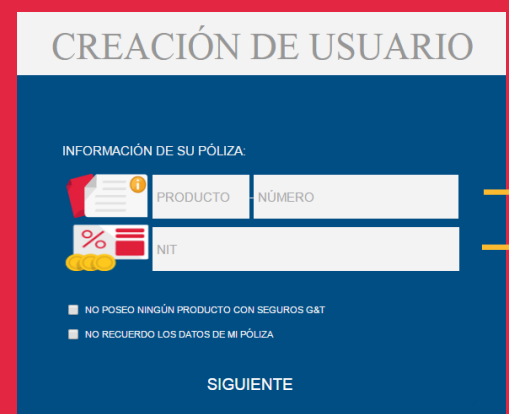 CREACIÓN DE USUARIO
INFORMACIÓN DE SU PÓLIZA:
PRODUCTO - NÚMERO
NIT
NO POSEO NINGÚN PRODUCTO CON SEGUROS G&T
NO RECUERDO LOS DATOS DE MI PÓLIZA
SIGUIENTE